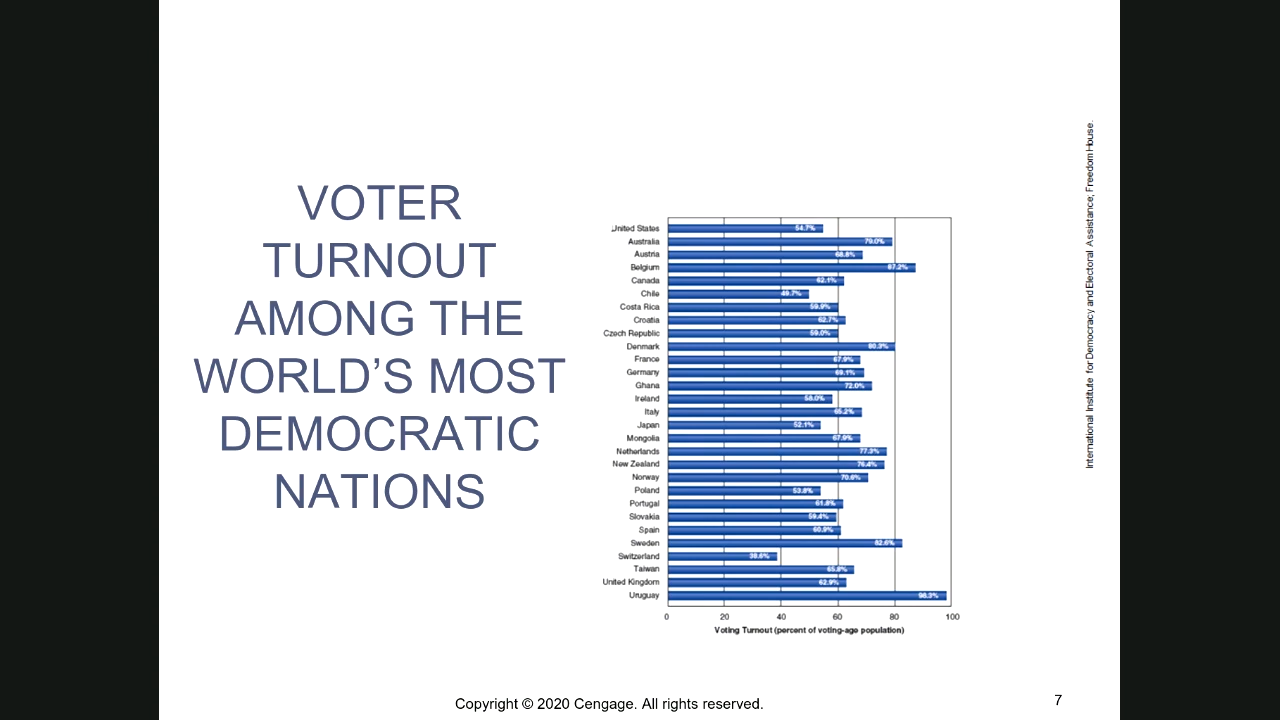 VOTER
TURNOUT
AMONG THE
WORLD’S MOST
DEMOCRATIC
NATIONS
United States 54.7%
Australia 79.0%
Austria 68.8%
Belgium 87.2%
Canada 62.1%
Chile 49.7%
Costa Rica 59.9%
Croatia 62.7%
Czech Republic 59.0%
Denmark 80.3%
France 67.9%
Germany 69.1%
Ghana 72.0%
Ireland 58.0%
Italy 65.2%
Japan 52.1%
Mongolia 67.9%
Netherlands 77.3%
New Zealand 76.4%
Norway 70.6%
Poland 53.8%
Portugal 61.8%
Slovakia 59.4%
Spain 60.9%
Sweden 82.6%
Switzerland 38.6%
Taiwan 65.8%
United Kingdom 62.9%
Uruguay 98.3%
0 20 40 60 80 100
Voting Turnout (percent of voting-age population)
International Institute for Democracy and Electoral Assistance; Freedom House.
Copyright © 2020 Cengage. All rights reserved.
7